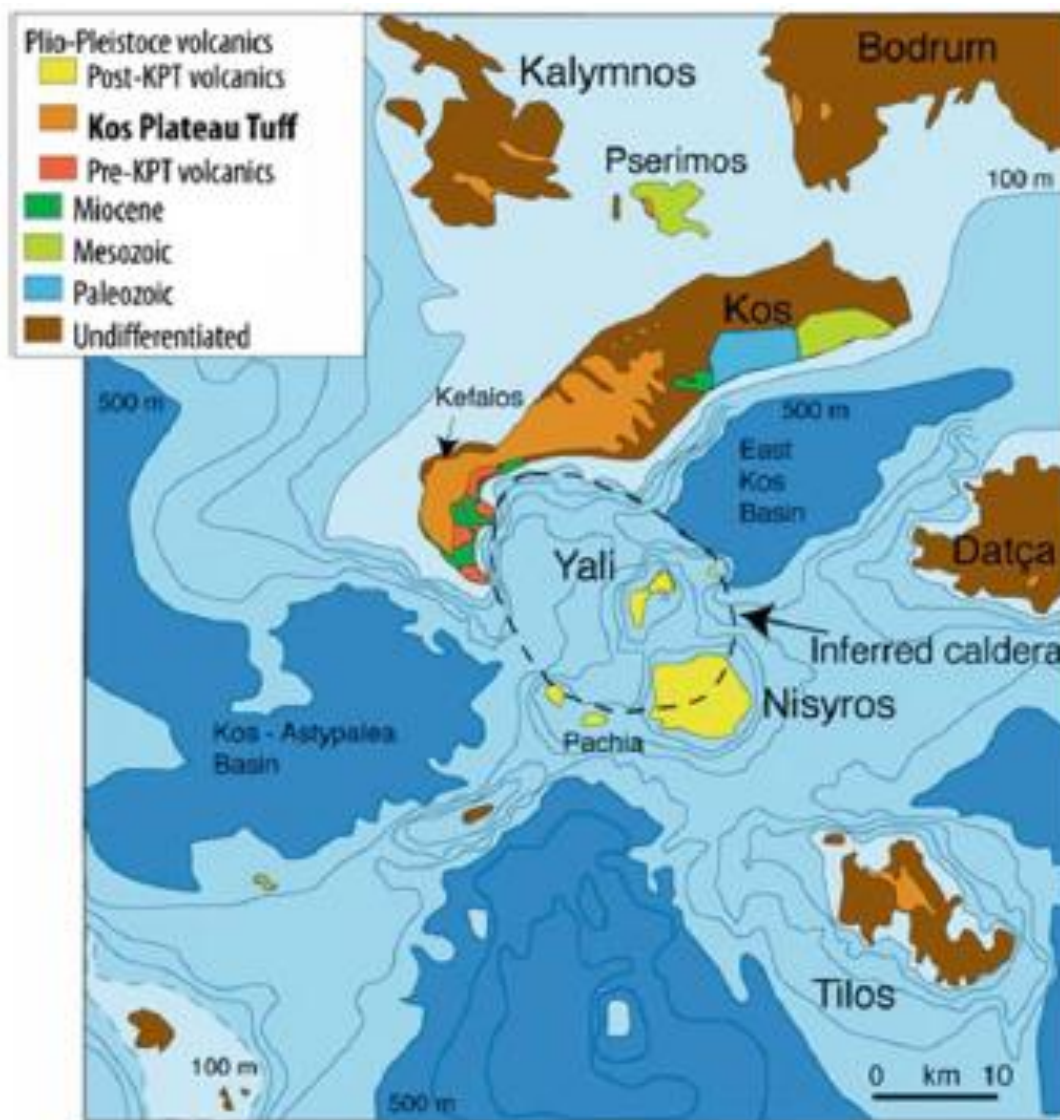 Plio-Pleistoce volcanics
Post-KPT volcanics
Kos Plateau Tuff
Pre-KPT volcanics
Miocene
Mesozoic
Paleozoic
Undifferentiated
Kalymnos
Bodrum
Pserimos
100 m
Kos
Kefalos
500 m
500 m
East
Kos
Basin
Datça
Yali
Inferred caldera
Nisyros
Kos - Astypalea
Basin
Pachia
Tilos
100 m
0 km 10
500 m